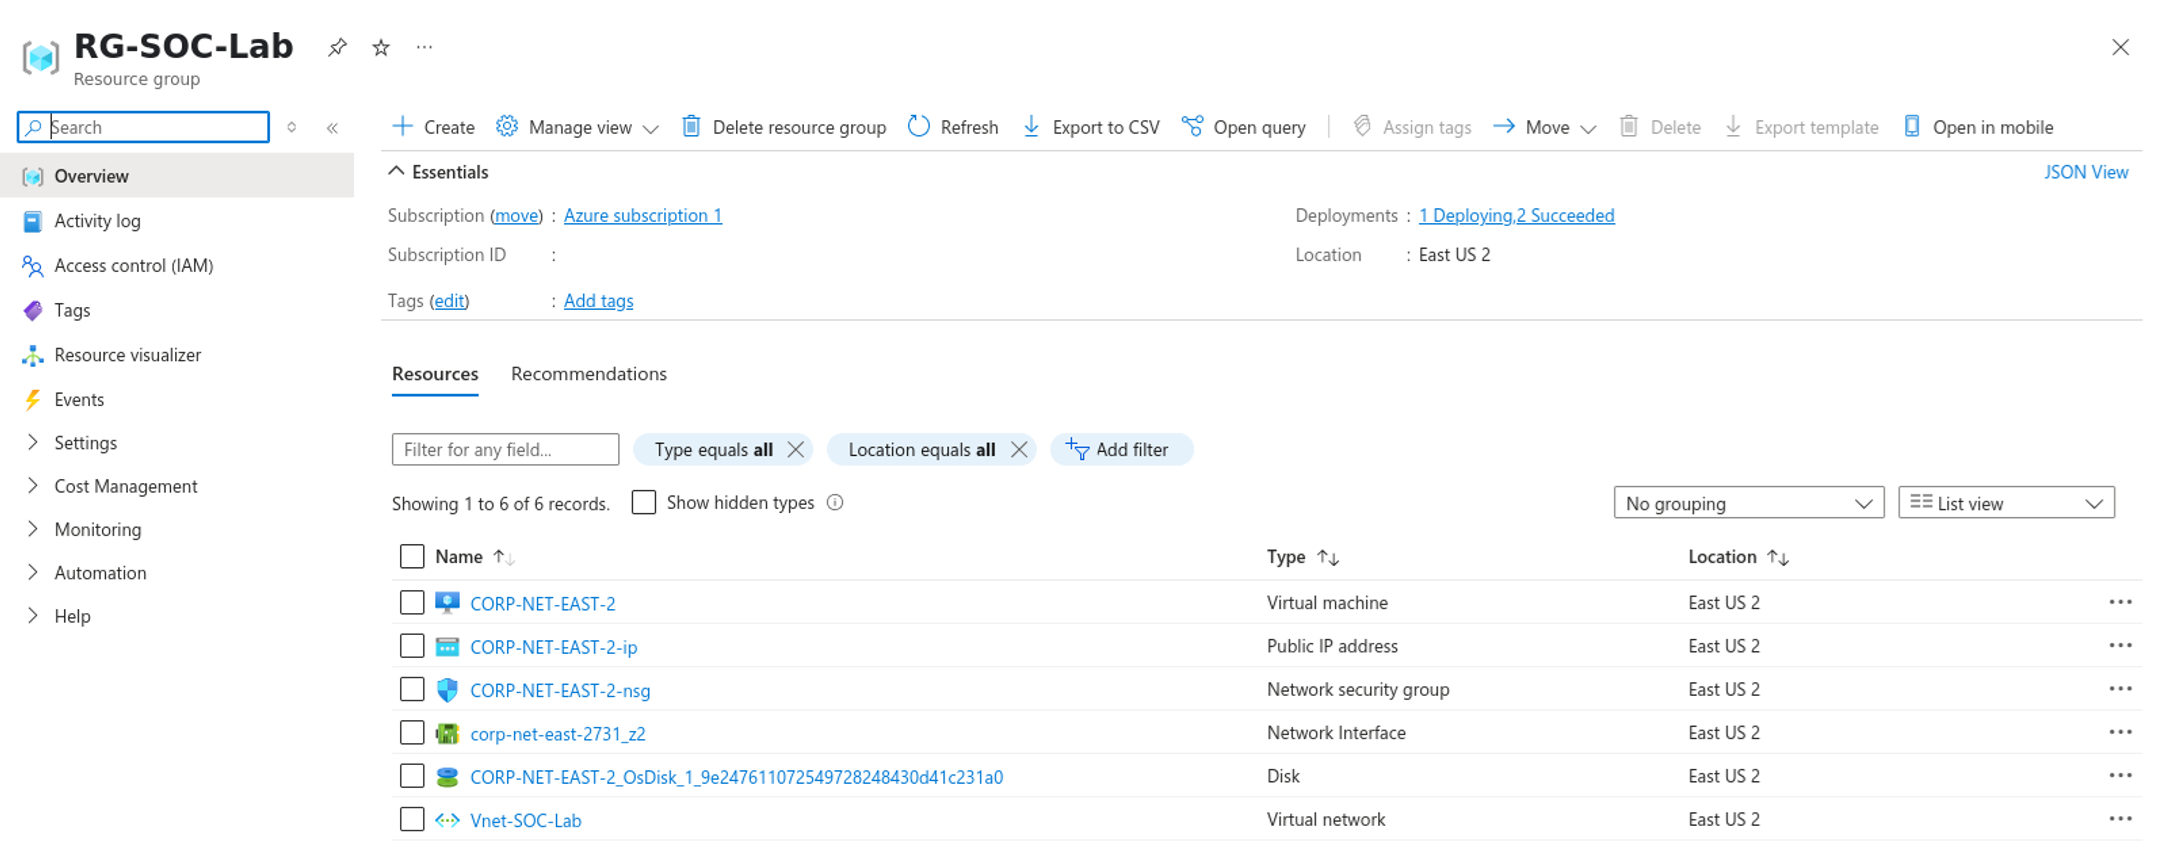 RG-SOC-Lab
Resource group
Search
Create Manage view Delete resource group Refresh Export to CSV Open query Assign tags Move Delete Export template Open in mobile
Overview
Activity log
Access control (IAM)
Tags
Resource visualizer
Events
Settings
Cost Management
Monitoring
Automation
Help
Essentials JSON View
Subscription (move) : Azure subscription 1 Deployments : 1 Deploying,2 Succeeded
Subscription ID : Location : East US 2
Tags (edit) : Add tags
Resources Recommendations
Filter for any field... Type equals all Location equals all Add filter
Showing 1 to 6 of 6 records. Show hidden types No grouping List view
Name Type Location
CORP-NET-EAST-2 Virtual machine East US 2
CORP-NET-EAST-2-ip Public IP address East US 2
CORP-NET-EAST-2-nsg Network security group East US 2
corp-net-east-2731_z2 Network Interface East US 2
CORP-NET-EAST-2_OsDisk_1_9e247611072549728248430d41c231a0 Disk East US 2
Vnet-SOC-Lab Virtual network East US 2